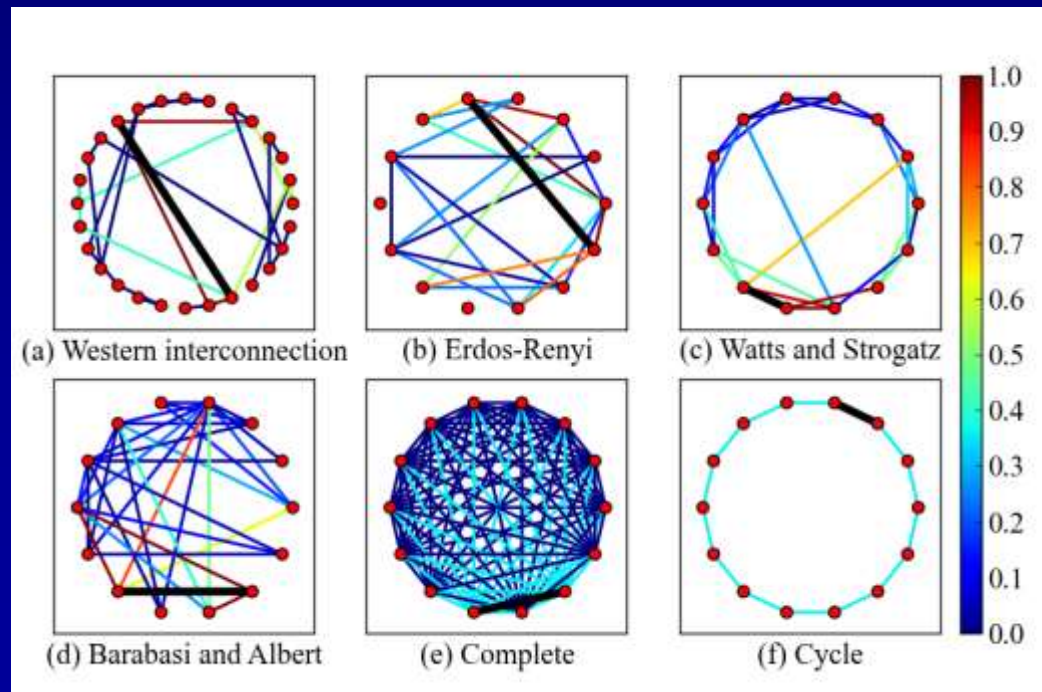 1.0
0.9
0.8
0.7
0.6
0.5
0.4
0.3
0.2
0.1
0.0
(a) Western interconnection
(b) Erdos-Renyi
(c) Watts and Strogatz
(d) Barabasi and Albert
(e) Complete
(f) Cycle